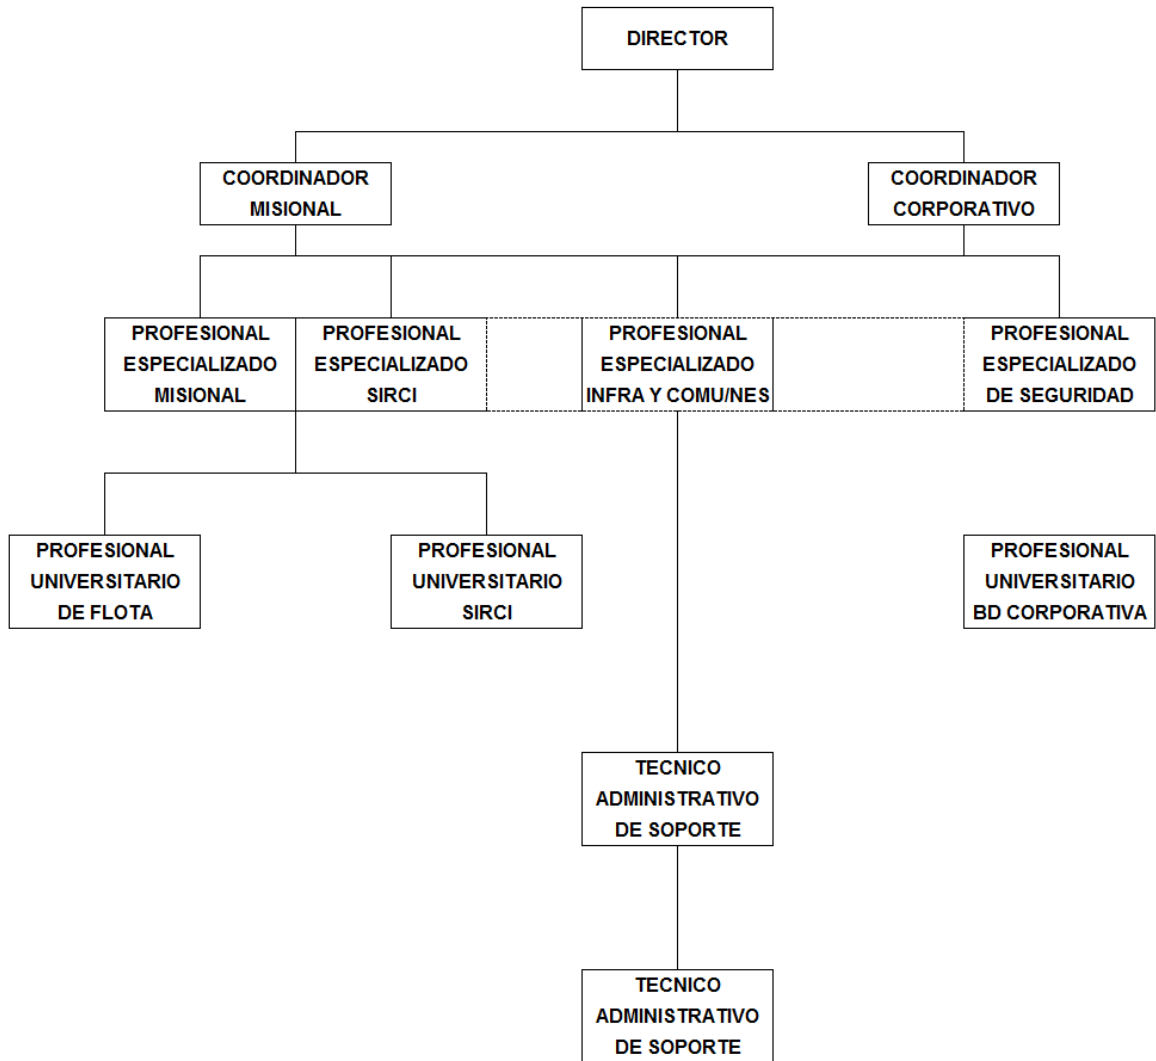 DIRECTOR
COORDINADOR
MISIONAL
COORDINADOR
CORPORATIVO
PROFESIONAL
ESPECIALIZADO
MISIONAL
PROFESIONAL
ESPECIALIZADO
SIRCI
PROFESIONAL
ESPECIALIZADO
INFRA Y COMU/NES
PROFESIONAL
ESPECIALIZADO
DE SEGURIDAD
PROFESIONAL
UNIVERSITARIO
DE FLOTA
PROFESIONAL
UNIVERSITARIO
SIRCI
PROFESIONAL
UNIVERSITARIO
BD CORPORATIVA
TECNICO
ADMINISTRATIVO
DE SOPORTE
TECNICO
ADMINISTRATIVO
DE SOPORTE